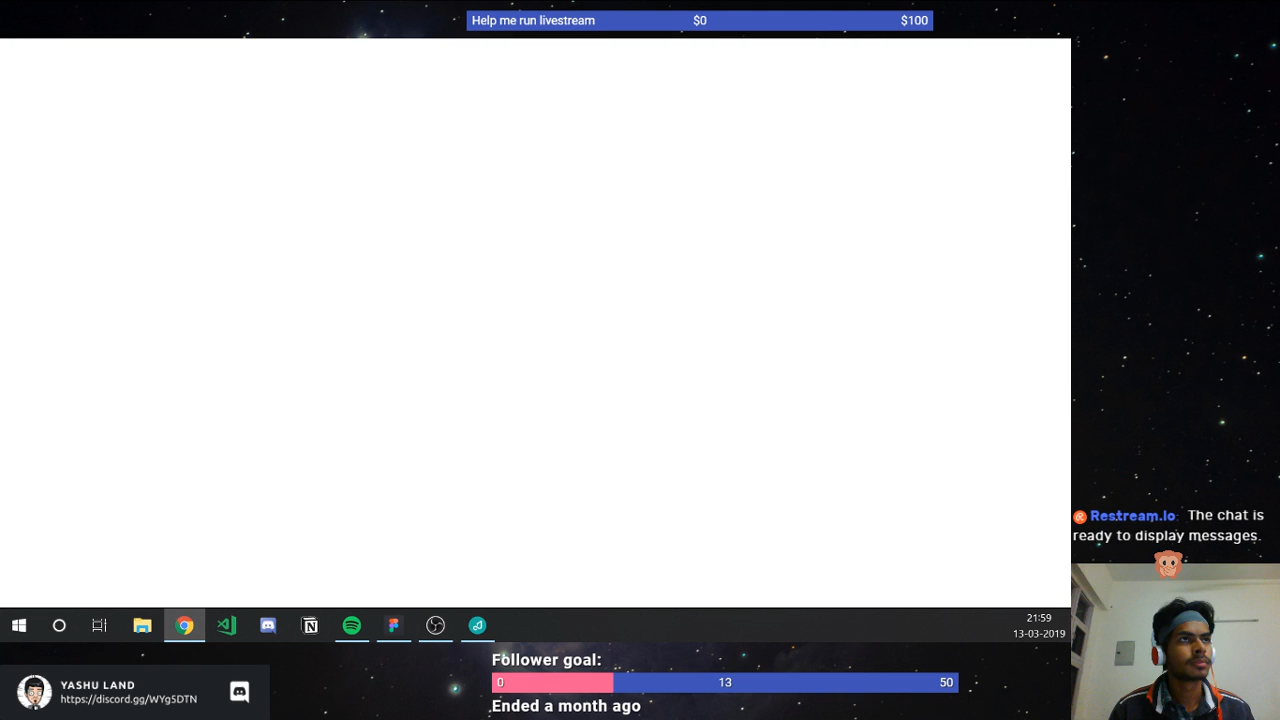 Help me run livestream $0 $100
Restream.Io: The chat is
ready to display messages.
21:59
13-03-2019
Follower goal:
0 13 50
Ended a month ago
YASHU LAND
https://discord.gg/WYg5DTN